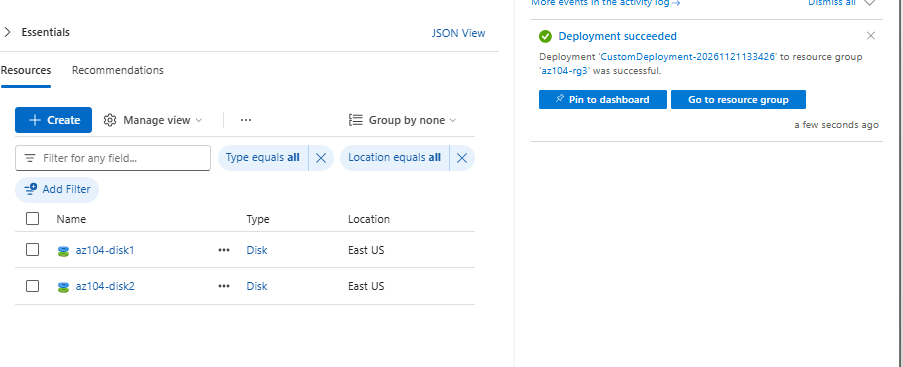 Essentials
JSON View
Resources
Recommendations
Create
Manage view
...
Group by none
Filter for any field...
Type equals all
Location equals all
Add Filter
Name Type Location
az104-disk1 ... Disk East US
az104-disk2 ... Disk East US
More events in the activity log →
Dismiss all
Deployment succeeded
Deployment 'CustomDeployment-20261121133426' to resource group
'az104-rg3' was successful.
Pin to dashboard
Go to resource group
a few seconds ago